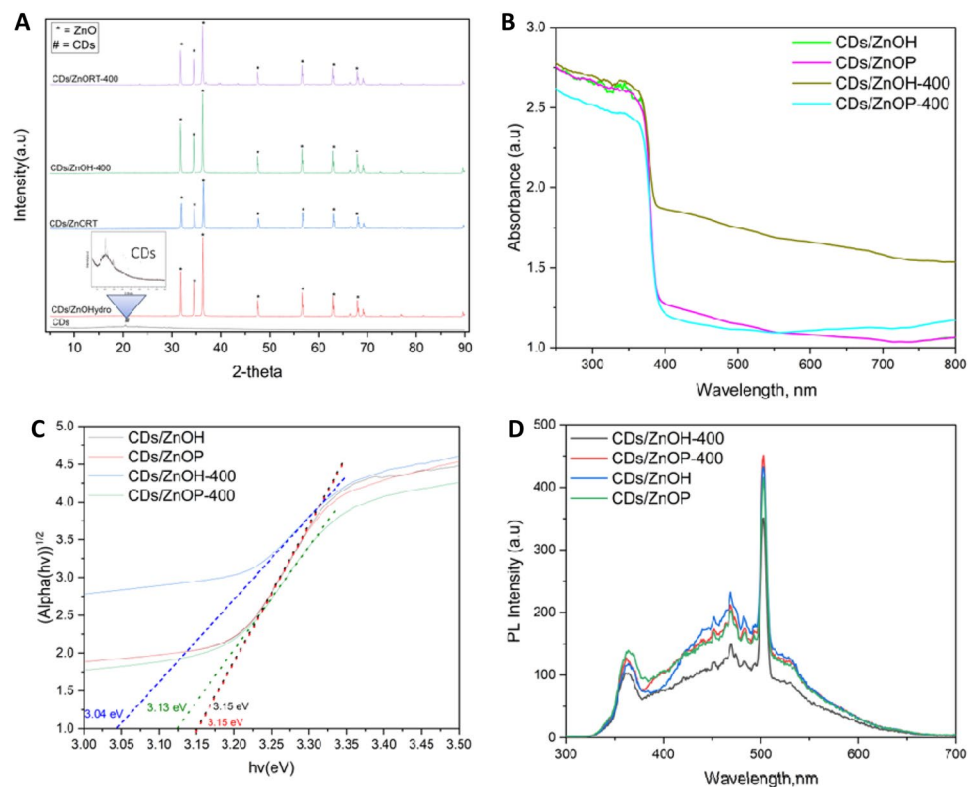 A
* = ZnO
# = CDs
CDs/ZnORT-400
CDs/ZnOH-400
CDs/ZnCRT
CDs
CDs/ZnOHydro
CDs
Intensity(a.u)
10 20 30 40 50 60 70 80 90
2-theta
B
CDs/ZnOH
CDs/ZnOP
CDs/ZnOH-400
CDs/ZnOP-400
3.0
2.5
2.0
1.5
1.0
Absorbance (a.u)
300 400 500 600 700 800
Wavelength, nm
C
CDs/ZnOH
CDs/ZnOP
CDs/ZnOH-400
CDs/ZnOP-400
5.0
4.5
4.0
3.5
3.0
2.5
2.0
1.5
1.0
(Alpha(hv))1/2
3.04 eV
3.13 eV
3.15 eV
3.15 eV
3.00 3.05 3.10 3.15 3.20 3.25 3.30 3.35 3.40 3.45 3.50
hv(eV)
D
CDs/ZnOH-400
CDs/ZnOP-400
CDs/ZnOH
CDs/ZnOP
500
400
300
200
100
0
PL Intensity (a.u)
300 400 500 600 700
Wavelength,nm